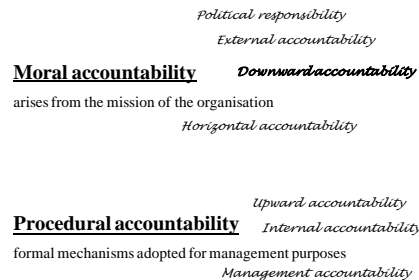 Political responsibility
External accountability
Moral accountability Downward accountability
arises from the mission of the organisation
Horizontal accountability
Upward accountability
Procedural accountability Internal accountability
formal mechanisms adopted for management purposes
Management accountability